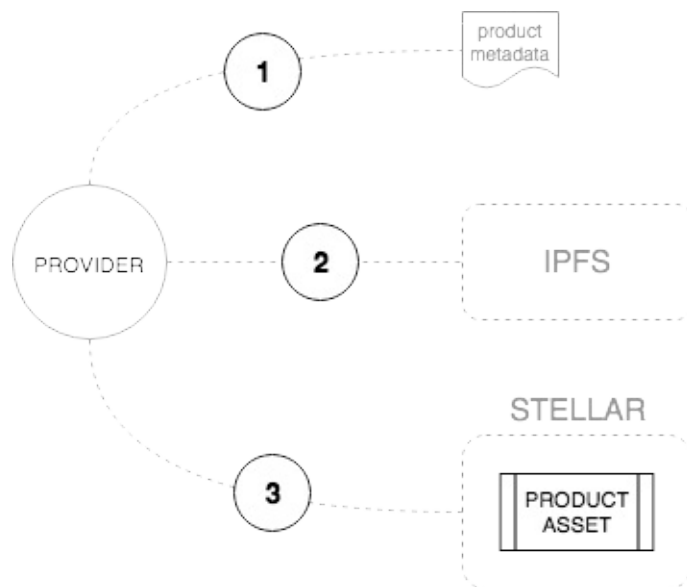 product
metadata
1
PROVIDER
2
IPFS
STELLAR
3
PRODUCT
ASSET